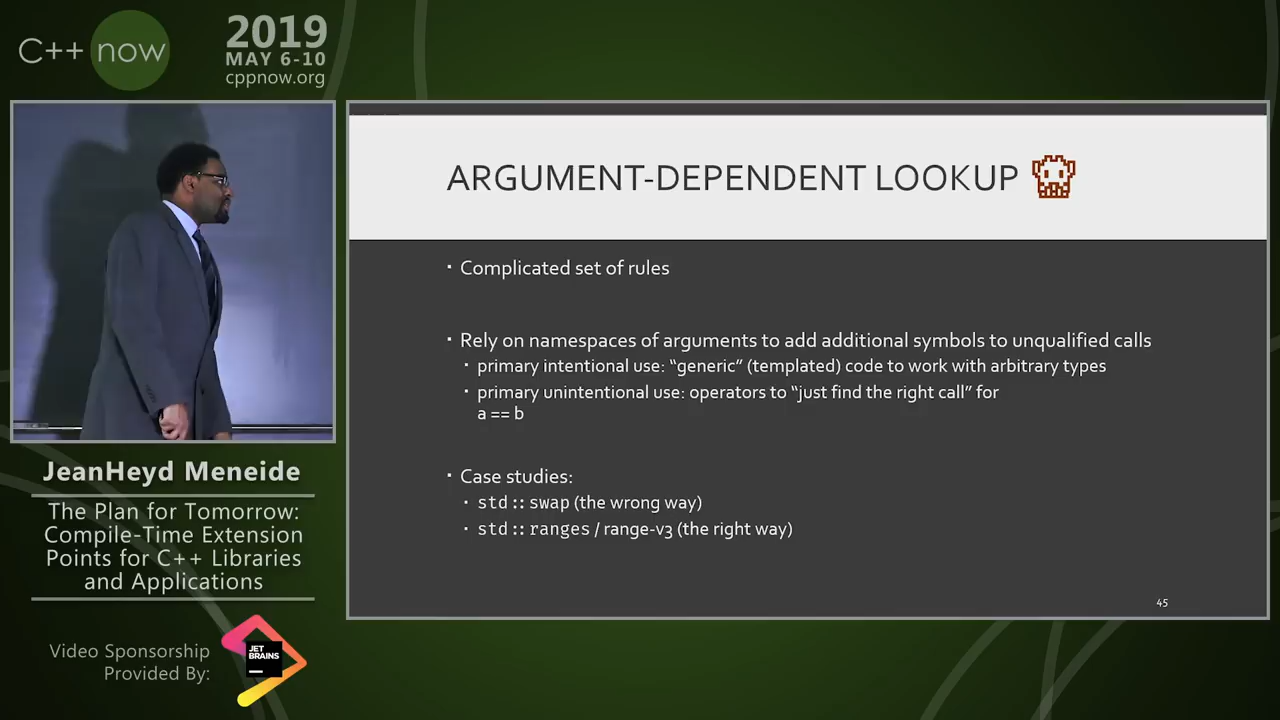 C++ now
2019
MAY 6-10
cppnow.org
ARGUMENT-DEPENDENT LOOKUP
▪ Complicated set of rules
▪ Rely on namespaces of arguments to add additional symbols to unqualified calls
▪ primary intentional use: “generic” (templated) code to work with arbitrary types
▪ primary unintentional use: operators to “just find the right call” for
a == b
▪ Case studies:
▪ std::swap (the wrong way)
▪ std::ranges / range-v3 (the right way)
45
JeanHeyd Meneide
The Plan for Tomorrow:
Compile-Time Extension
Points for C++ Libraries
and Applications
Video Sponsorship
Provided By:
JET
BRAINS